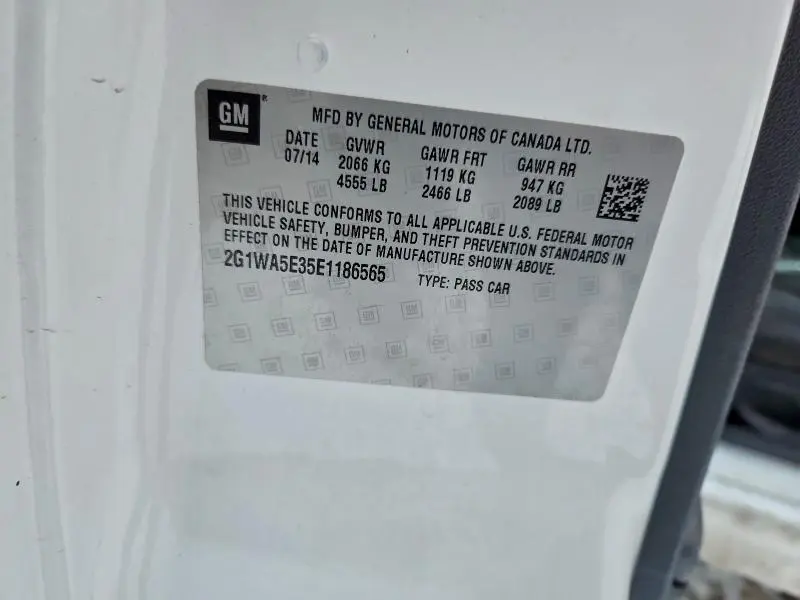 GM ®
MFD BY GENERAL MOTORS OF CANADA LTD.
DATE GVWR GAWR FRT GAWR RR
07/14 2066 KG 1119 KG 947 KG
4555 LB 2466 LB 2089 LB
THIS VEHICLE CONFORMS TO ALL APPLICABLE U.S. FEDERAL MOTOR
VEHICLE SAFETY, BUMPER, AND THEFT PREVENTION STANDARDS IN
EFFECT ON THE DATE OF MANUFACTURE SHOWN ABOVE.
2G1WA5E35E1186565 TYPE: PASS CAR